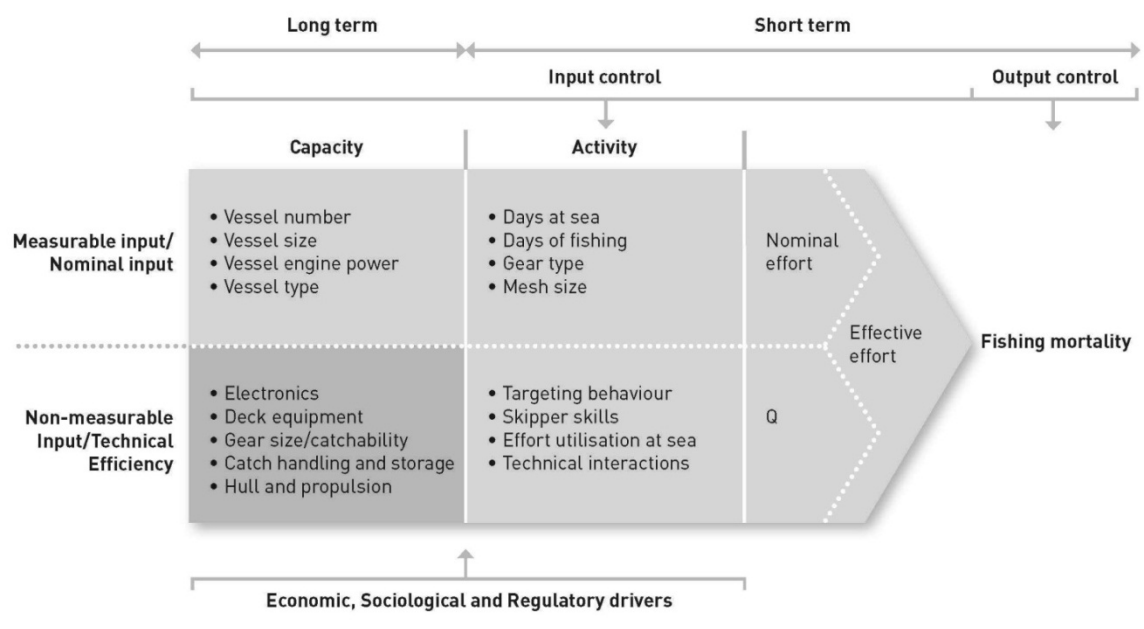 Long term
Short term
Input control
Output control
Capacity
Activity
Measurable input/
Nominal input
• Vessel number
• Vessel size
• Vessel engine power
• Vessel type
• Days at sea
• Days of fishing
• Gear type
• Mesh size
Nominal
effort
Effective
effort
Fishing mortality
Non-measurable
Input/Technical
Efficiency
• Electronics
• Deck equipment
• Gear size/catchability
• Catch handling and storage
• Hull and propulsion
• Targeting behaviour
• Skipper skills
• Effort utilisation at sea
• Technical interactions
Q
Economic, Sociological and Regulatory drivers